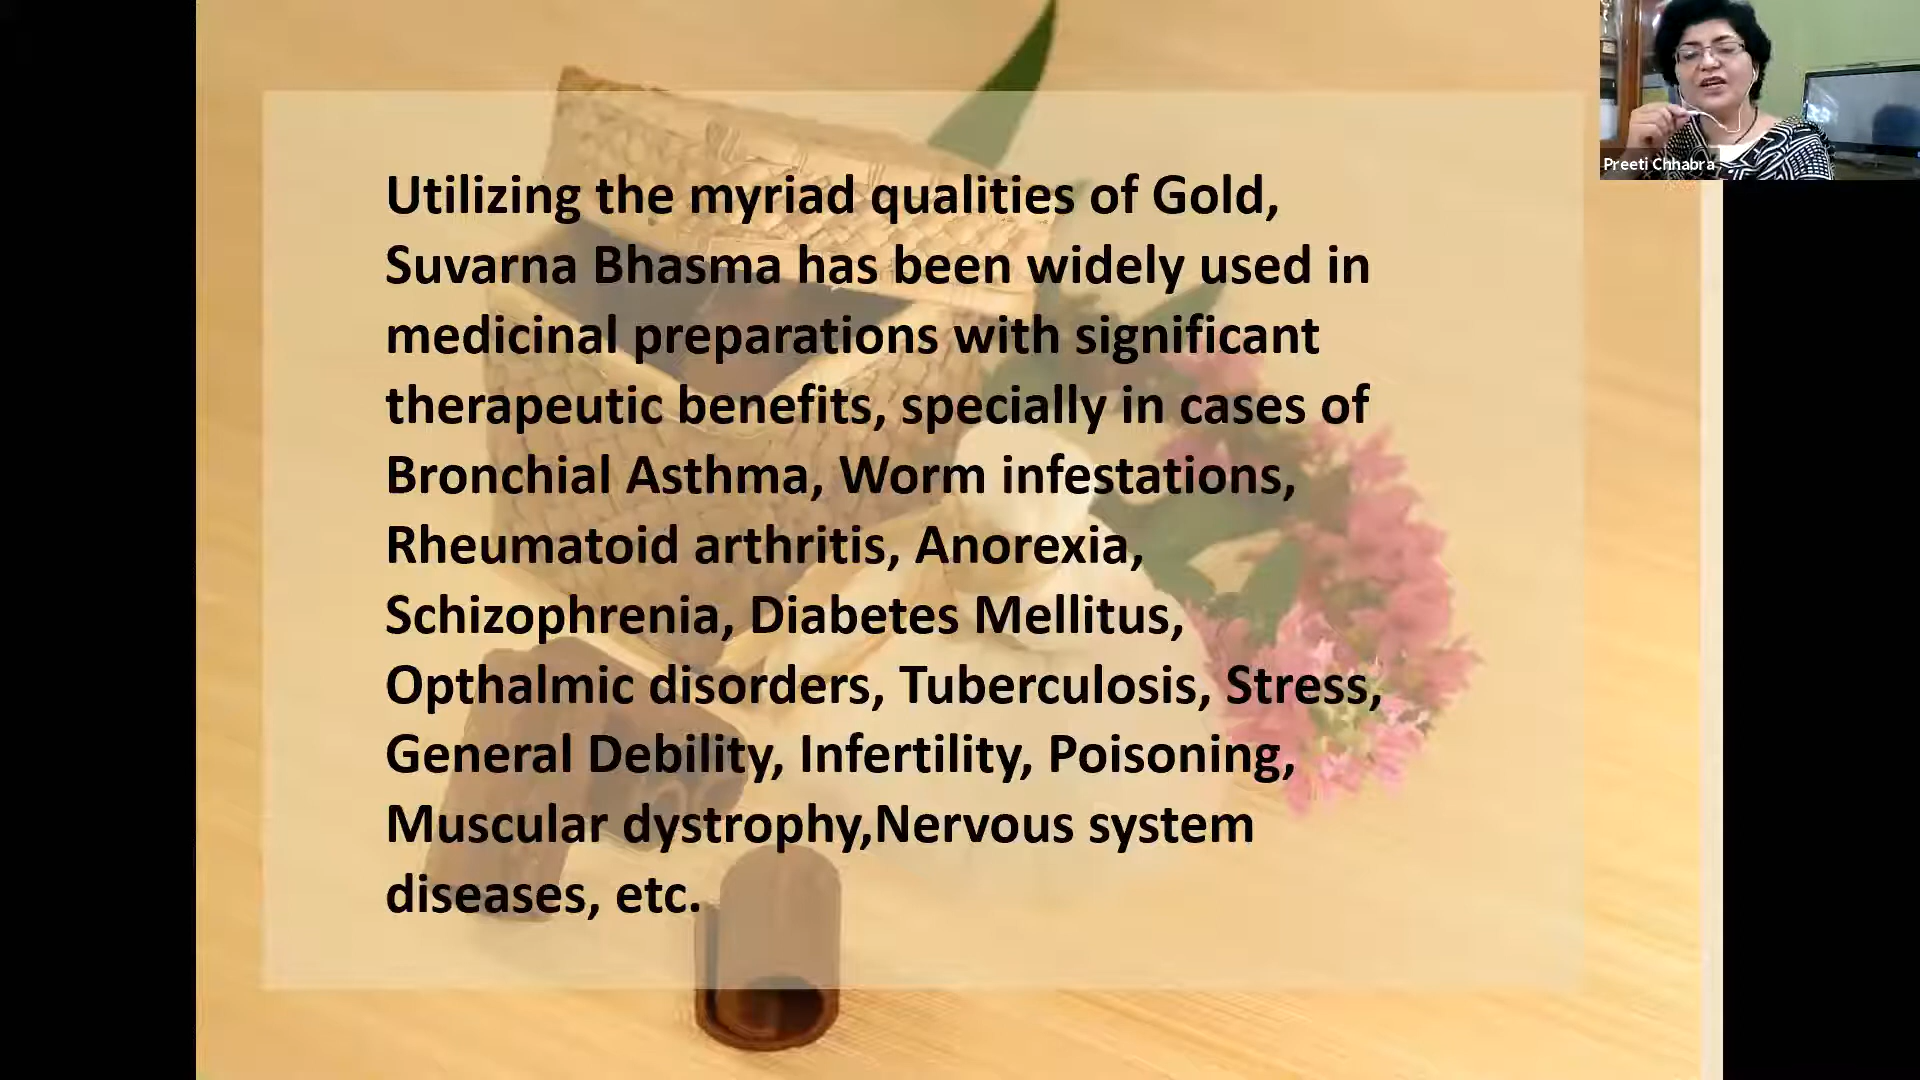 Utilizing the myriad qualities of Gold,
Suvarna Bhasma has been widely used in
medicinal preparations with significant
therapeutic benefits, specially in cases of
Bronchial Asthma, Worm infestations,
Rheumatoid arthritis, Anorexia,
Schizophrenia, Diabetes Mellitus,
Opthalmic disorders, Tuberculosis, Stress,
General Debility, Infertility, Poisoning,
Muscular dystrophy,Nervous system
diseases, etc.
Preeti Chhabra